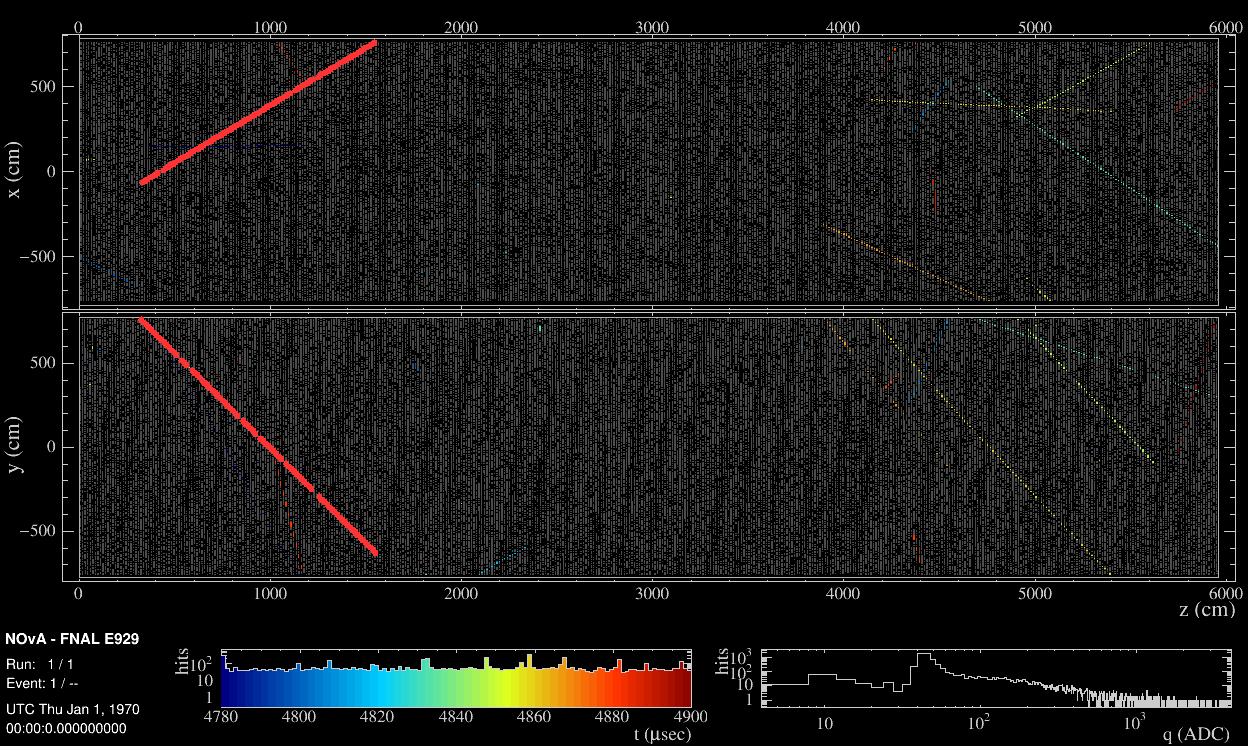 0 1000 2000 3000 4000 5000 6000
500
0
−500
x (cm)
500
0
−500
y (cm)
0 1000 2000 3000 4000 5000 6000
z (cm)
NOvA - FNAL E929
Run: 1 / 1
Event: 1 / --
UTC Thu Jan 1, 1970
00:00:0.000000000
hits
10²
10
1
4780 4800 4820 4840 4860 4880 4900
t (μsec)
hits
10³
10
1
10 10² 10³
q (ADC)